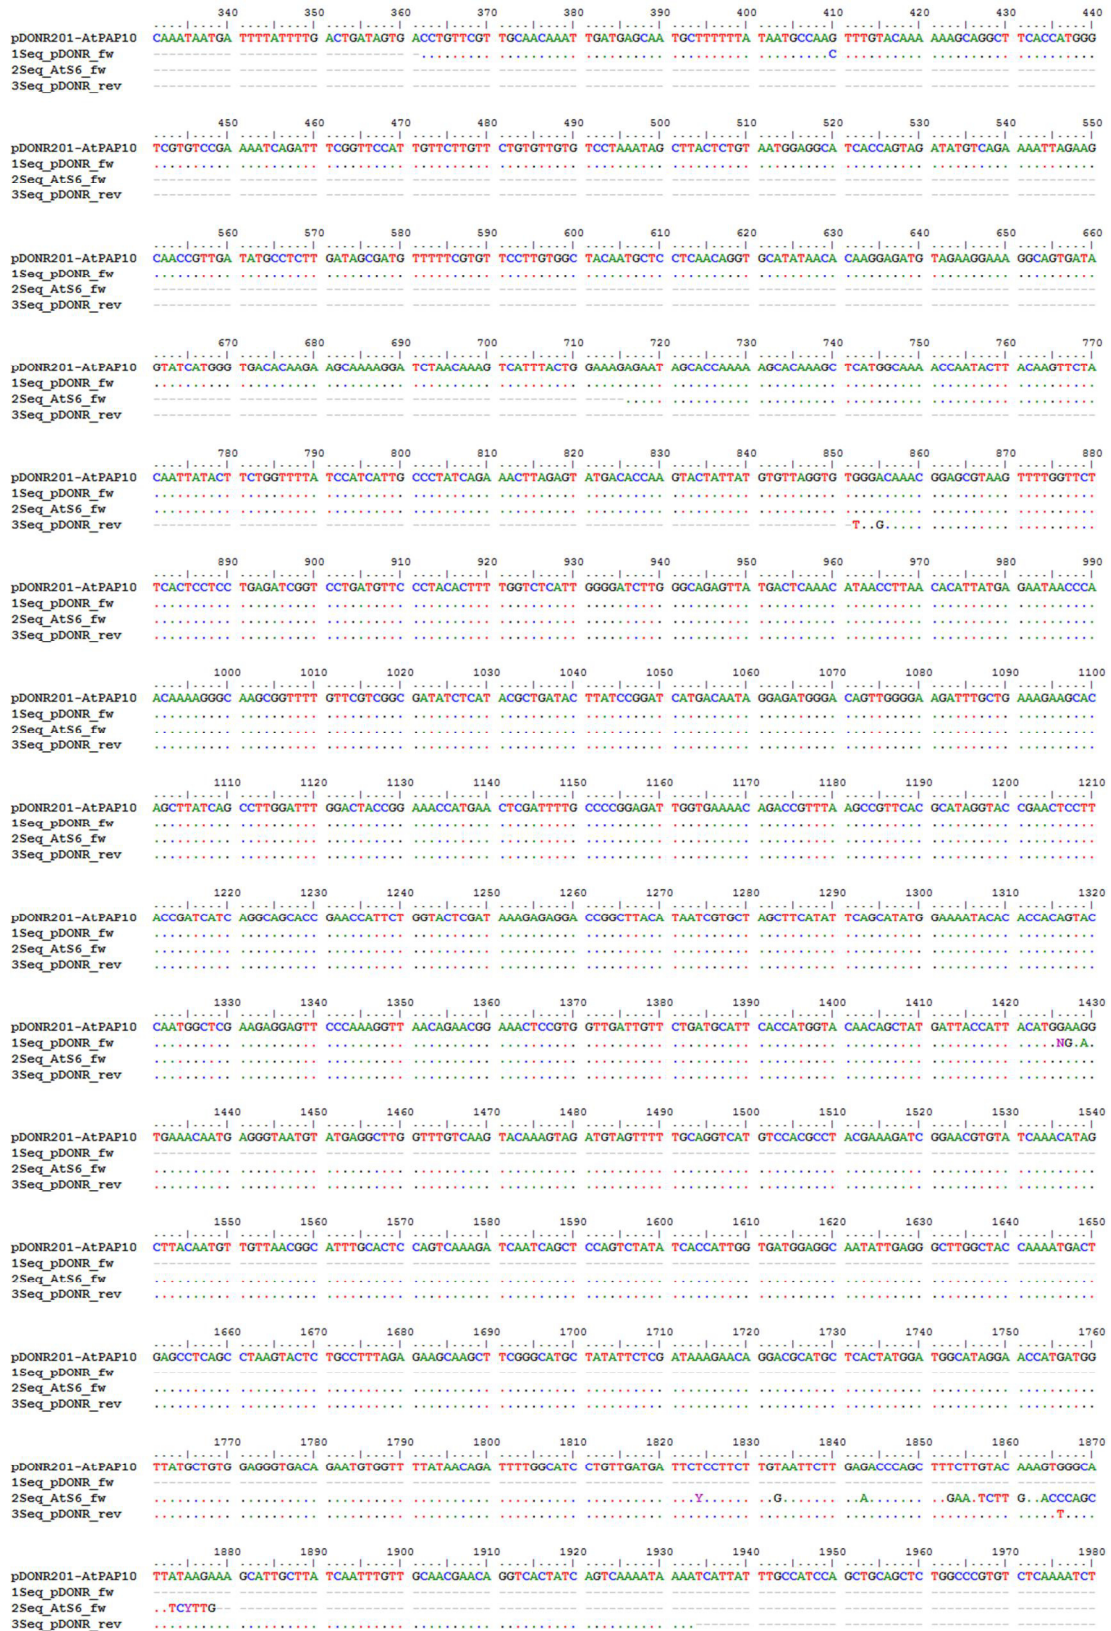 340 350 360 370 380 390 400 410 420 430 440
pDONR201-AtPAP10 CAAATAATGA TTTTATTTTG ACTGATAGTG ACCTGTTCGT TGCAACAAAT TGATGAGCAA TGCTTTTTTA TAATGCCAAG TTTGTACAAA AAAGCAGGCT TCACCATGGG
1Seq_pDONR_fw C
2Seq_AtS6_fw
3Seq_pDONR_rev
450 460 470 480 490 500 510 520 530 540 550
pDONR201-AtPAP10 TCGTGTCCGA AAATCAGATT TCGGTTCCAT TGTTCTTGTT CTGTGTTGTG TCCTAAATAG CTTACTCTGT AATGGAGGCA TCACCAGTAG ATATGTCAGA AAATTAGAAG
1Seq_pDONR_fw
2Seq_AtS6_fw
3Seq_pDONR_rev
560 570 580 590 600 610 620 630 640 650 660
pDONR201-AtPAP10 CAACCGTTGA TATGCCTCTT GATAGCGATG TTTTTCGTGT TCCTTGTGGC TACAATGCTC CTCAACAGGT GCATATAACA CAAGGAGATG TAGAAGGAAA GGCAGTGATA
1Seq_pDONR_fw
2Seq_AtS6_fw
3Seq_pDONR_rev
670 680 690 700 710 720 730 740 750 760 770
pDONR201-AtPAP10 GTATCATGGG TGACACAAGA AGCAAAAGGA TCTAACAAAG TCATTTACTG GAAAGAGAAT AGCACCAAAA AGCACAAAGC TCATGGCAAA ACCAATACTT ACAAGTTCTA
1Seq_pDONR_fw
2Seq_AtS6_fw
3Seq_pDONR_rev
780 790 800 810 820 830 840 850 860 870 880
pDONR201-AtPAP10 CAATTATACT TCTGGTTTTA TCCATCATTG CCCTATCAGA AACTTAGAGT ATGACACCAA GTACTATTAT GTGTTAGGTG TGGGACAAAC GGAGCGTAAG TTTTGGTTCT
1Seq_pDONR_fw
2Seq_AtS6_fw
3Seq_pDONR_rev T..G
890 900 910 920 930 940 950 960 970 980 990
pDONR201-AtPAP10 TCACTCCTCC TGAGATCGGT CCTGATGTTC CCTACACTTT TGGTCTCATT GGGGATCTTG GGCAGAGTTA TGACTCAAAC ATAACCTTAA CACATTATGA GAATAACCCA
1Seq_pDONR_fw
2Seq_AtS6_fw
3Seq_pDONR_rev
1000 1010 1020 1030 1040 1050 1060 1070 1080 1090 1100
pDONR201-AtPAP10 ACAAAAGGGC AAGCGGTTTT GTTCGTCGGC GATATCTCAT ACGCTGATAC TTATCCGGAT CATGACAATA GGAGATGGGA CAGTTGGGGA AGATTTGCTG AAAGAAGCAC
1Seq_pDONR_fw
2Seq_AtS6_fw
3Seq_pDONR_rev
1110 1120 1130 1140 1150 1160 1170 1180 1190 1200 1210
pDONR201-AtPAP10 AGCTTATCAG CCTTGGATTT GGACTACCGG AAACCATGAA CTCGATTTTG CCCCGGAGAT TGGTGAAAAC AGACCGTTTA AGCCGTTCAC GCATAGGTAC CGAACTCCTT
1Seq_pDONR_fw
2Seq_AtS6_fw
3Seq_pDONR_rev
1220 1230 1240 1250 1260 1270 1280 1290 1300 1310 1320
pDONR201-AtPAP10 ACCGATCATC AGGCAGCACC GAACCATTCT GGTACTCGAT AAAGAGAGGA CCGGCTTACA TAATCGTGCT AGCTTCATAT TCAGCATATG GAAAATACAC ACCACAGTAC
1Seq_pDONR_fw
2Seq_AtS6_fw
3Seq_pDONR_rev
1330 1340 1350 1360 1370 1380 1390 1400 1410 1420 1430
pDONR201-AtPAP10 CAATGGCTCG AAGAGGAGTT CCCAAAGGTT AACAGAACGG AAACTCCGTG GTTGATTGTT CTGATGCATT CACCATGGTA CAACAGCTAT GATTACCATT ACATGGAAGG
1Seq_pDONR_fw NG.A.
2Seq_AtS6_fw
3Seq_pDONR_rev
1440 1450 1460 1470 1480 1490 1500 1510 1520 1530 1540
pDONR201-AtPAP10 TGAAACAATG AGGGTAATGT ATGAGGCTTG GTTTGTCAAG TACAAAGTAG ATGTAGTTTT TGCAGGTCAT GTCCACGCCT ACGAAAGATC GGAACGTGTA TCAAACATAG
1Seq_pDONR_fw
2Seq_AtS6_fw
3Seq_pDONR_rev
1550 1560 1570 1580 1590 1600 1610 1620 1630 1640 1650
pDONR201-AtPAP10 CTTACAATGT TGTTAACGGC ATTTGCACTC CAGTCAAAGA TCAATCAGCT CCAGTCTATA TCACCATTGG TGATGGAGGC AATATTGAGG GCTTGGCTAC CAAAATGACT
1Seq_pDONR_fw
2Seq_AtS6_fw
3Seq_pDONR_rev
1660 1670 1680 1690 1700 1710 1720 1730 1740 1750 1760
pDONR201-AtPAP10 GAGCCTCAGC CTAAGTACTC TGCCTTTAGA GAAGCAAGCT TCGGGCATGC TATATTCTCG ATAAAGAACA GGACGCATGC TCACTATGGA TGGCATAGGA ACCATGATGG
1Seq_pDONR_fw
2Seq_AtS6_fw
3Seq_pDONR_rev
1770 1780 1790 1800 1810 1820 1830 1840 1850 1860 1870
pDONR201-AtPAP10 TTATGCTGTG GAGGGTGACA GAATGTGGTT TTATAACAGA TTTTGGCATC CTGTTGATGA TTCTCCTTCT TGTAATTCTT GAGACCCAGC TTTCTTGTAC AAAGTGGGCA
1Seq_pDONR_fw
2Seq_AtS6_fw Y G A GAA.TCTT G..ACCCAGC
3Seq_pDONR_rev T
1880 1890 1900 1910 1920 1930 1940 1950 1960 1970 1980
pDONR201-AtPAP10 TTATAAGAAA GCATTGCTTA TCAATTTGTT GCAACGAACA GGTCACTATC AGTCAAAATA AAATCATTAT TTGCCATCCA GCTGCAGCTC TGGCCCGTGT CTCAAAATCT
1Seq_pDONR_fw
2Seq_AtS6_fw ..TCYTTG
3Seq_pDONR_rev